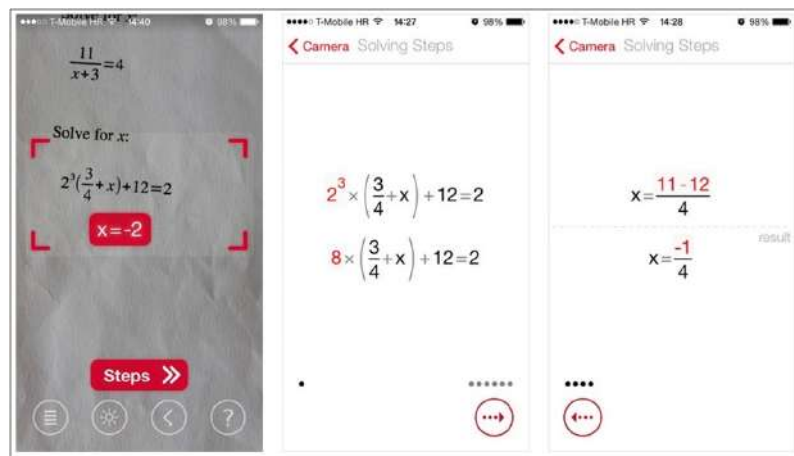 T-Mobile HR 14:40 98%
11/(x+3)=4
Solve for x:
2³(3/4+x)+12=2
x=-2
Steps
?
T-Mobile HR 14:27 98%
Camera Solving Steps
2³×(3/4+x)+12=2
8×(3/4+x)+12=2
T-Mobile HR 14:28 98%
Camera Solving Steps
x=(11-12)/4
result
x=-1/4